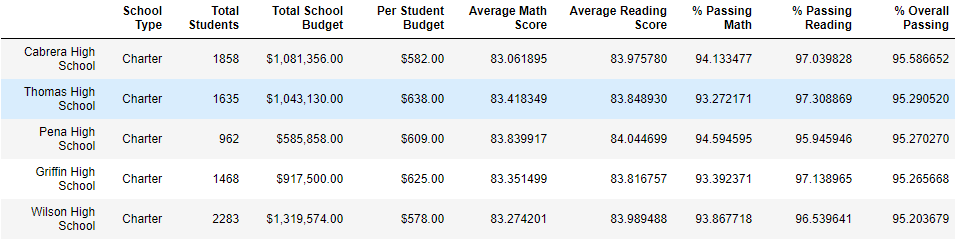 School Type Total Students Total School Budget Per Student Budget Average Math Score Average Reading Score % Passing Math % Passing Reading % Overall Passing
Cabrera High School Charter 1858 $1,081,356.00 $582.00 83.061895 83.975780 94.133477 97.039828 95.586652
Thomas High School Charter 1635 $1,043,130.00 $638.00 83.418349 83.848930 93.272171 97.308869 95.290520
Pena High School Charter 962 $585,858.00 $609.00 83.839917 84.044699 94.594595 95.945946 95.270270
Griffin High School Charter 1468 $917,500.00 $625.00 83.351499 83.816757 93.392371 97.138965 95.265668
Wilson High School Charter 2283 $1,319,574.00 $578.00 83.274201 83.989488 93.867718 96.539641 95.203679